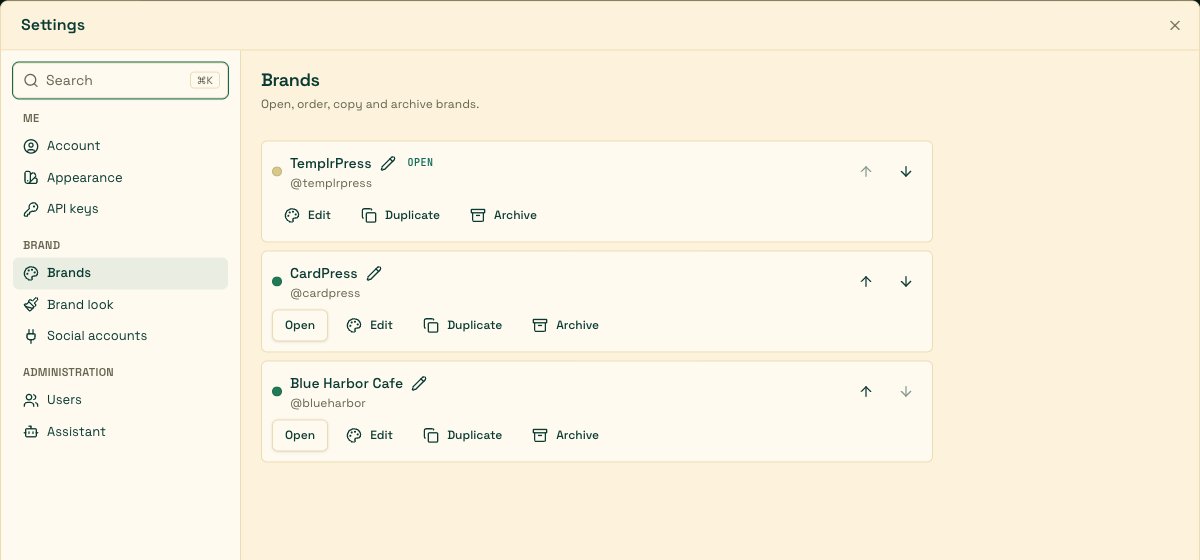 Settings
Search ⌘K
ME
Account
Appearance
API keys
BRAND
Brands
Brand look
Social accounts
ADMINISTRATION
Users
Assistant
Brands
Open, order, copy and archive brands.
TemplrPress OPEN
@templrpress
Edit Duplicate Archive
CardPress
@cardpress
Open Edit Duplicate Archive
Blue Harbor Cafe
@blueharbor
Open Edit Duplicate Archive